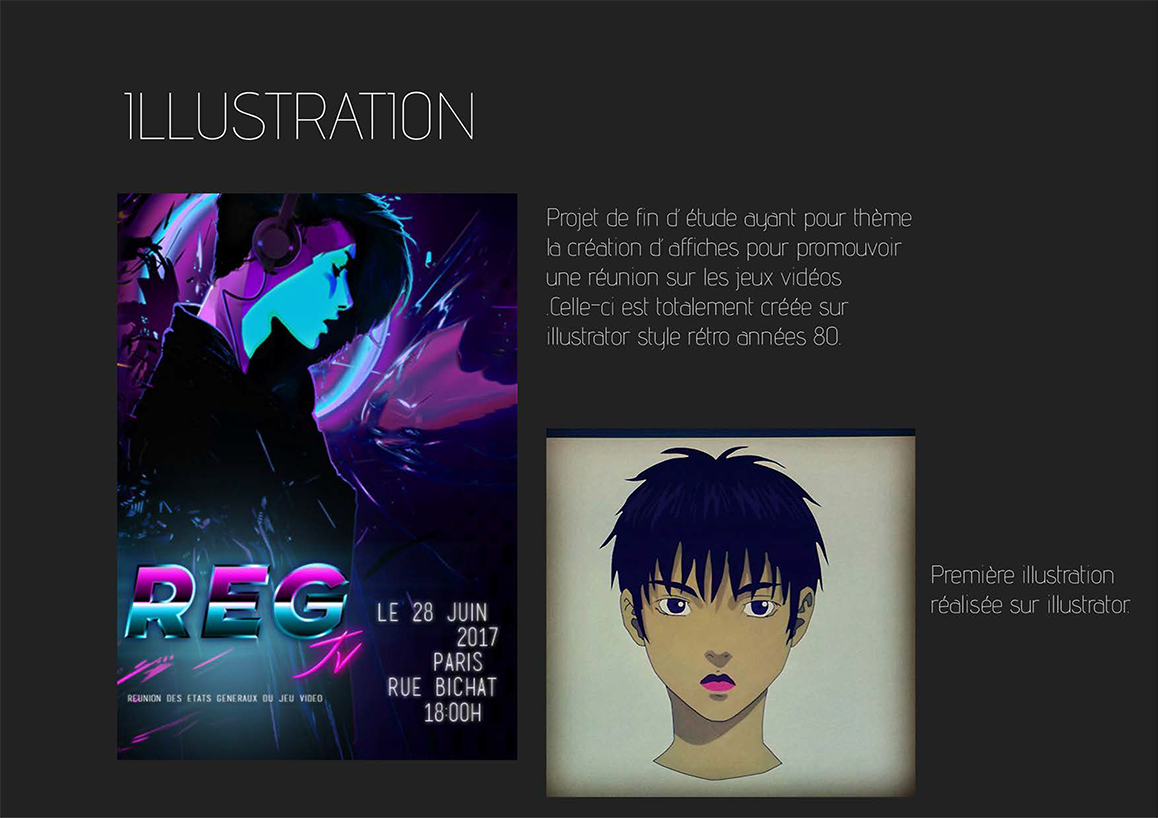 ILLUSTRATION
Projet de fin d' étude ayant pour thème
la création d' affiches pour promouvoir
une réunion sur les jeux vidéos
.Celle-ci est totalement créée sur
illustrator style rétro années 80.
REG
TV
REUNION DES ETATS GENERAUX DU JEU VIDEO
LE 28 JUIN
2017
PARIS
RUE BICHAT
18:00H
Première illustration
réalisée sur illustrator.